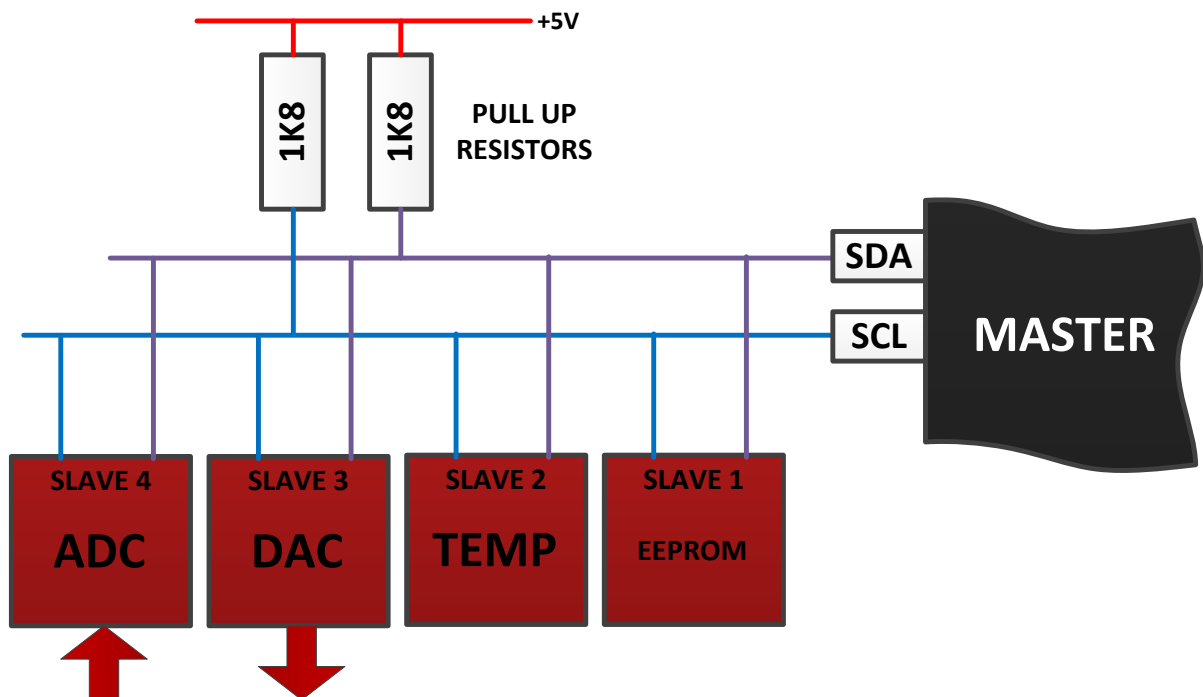 +5V
1K8
1K8
PULL UP
RESISTORS
SDA
SCL
MASTER
SLAVE 4
ADC
SLAVE 3
DAC
SLAVE 2
TEMP
SLAVE 1
EEPROM